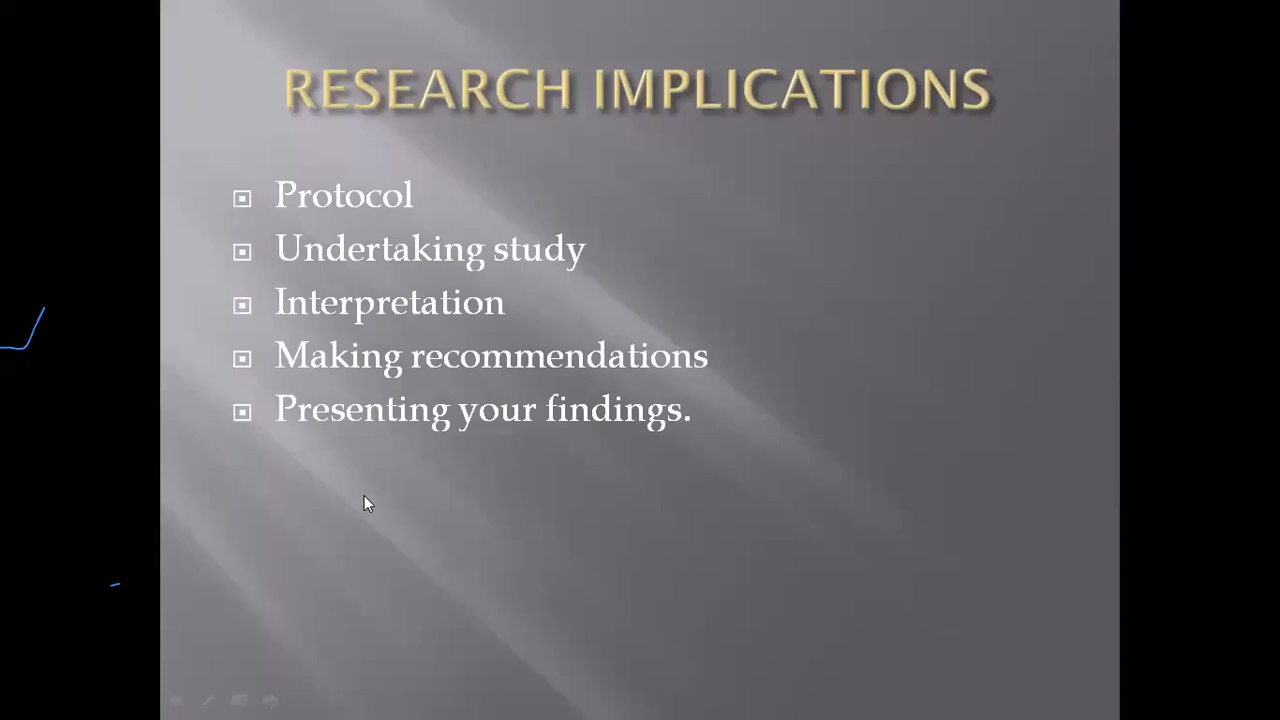 RESEARCH IMPLICATIONS
Protocol
Undertaking study
Interpretation
Making recommendations
Presenting your findings.